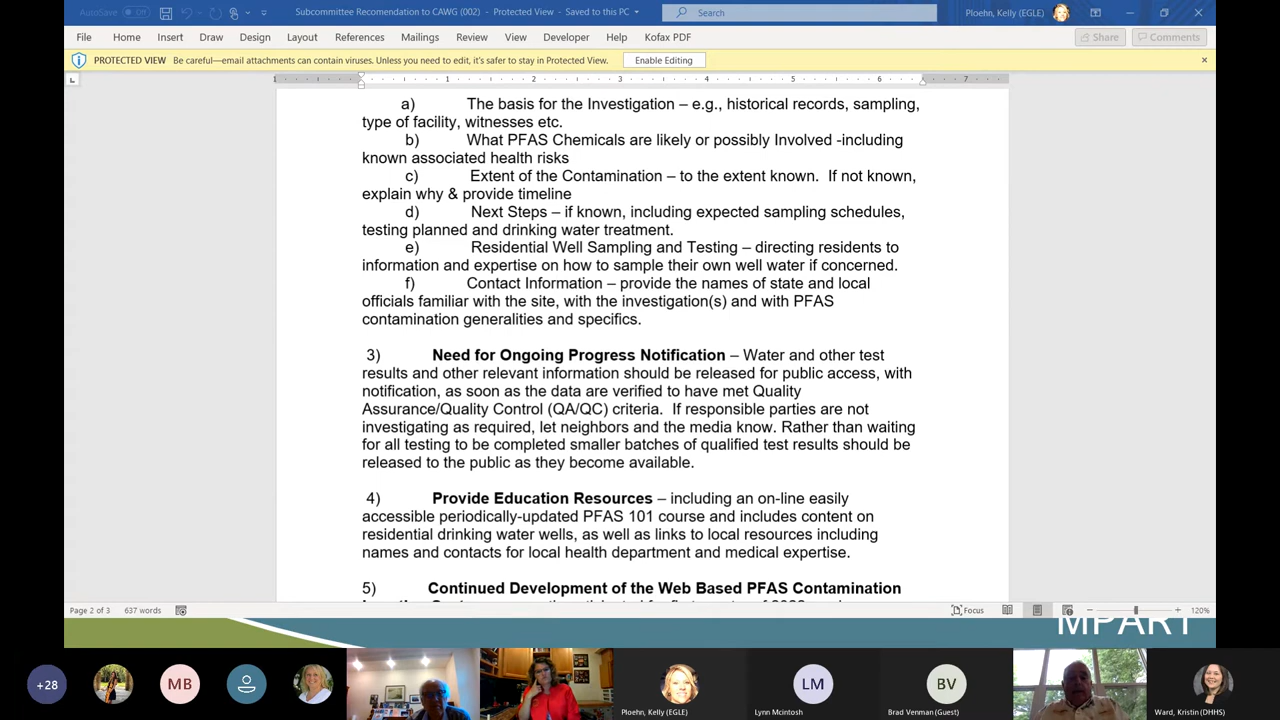 AutoSave Off
Subcommittee Recomendation to CAWG (002) - Protected View - Saved to this PC
Search
Ploehn, Kelly (EGLE)
File Home Insert Draw Design Layout References Mailings Review View Developer Help Kofax PDF Share Comments
PROTECTED VIEW Be careful—email attachments can contain viruses. Unless you need to edit, it's safer to stay in Protected View. Enable Editing
1 1 2 3 4 5 6 7
a) The basis for the Investigation – e.g., historical records, sampling,
type of facility, witnesses etc.
b) What PFAS Chemicals are likely or possibly Involved -including
known associated health risks
c) Extent of the Contamination – to the extent known. If not known,
explain why & provide timeline
d) Next Steps – if known, including expected sampling schedules,
testing planned and drinking water treatment.
e) Residential Well Sampling and Testing – directing residents to
information and expertise on how to sample their own well water if concerned.
f) Contact Information – provide the names of state and local
officials familiar with the site, with the investigation(s) and with PFAS
contamination generalities and specifics.
3) Need for Ongoing Progress Notification – Water and other test
results and other relevant information should be released for public access, with
notification, as soon as the data are verified to have met Quality
Assurance/Quality Control (QA/QC) criteria. If responsible parties are not
investigating as required, let neighbors and the media know. Rather than waiting
for all testing to be completed smaller batches of qualified test results should be
released to the public as they become available.
4) Provide Education Resources – including an on-line easily
accessible periodically-updated PFAS 101 course and includes content on
residential drinking water wells, as well as links to local resources including
names and contacts for local health department and medical expertise.
5) Continued Development of the Web Based PFAS Contamination
Page 2 of 3 637 words Focus 120%
MPART
+28 MB LM BV
Ploehn, Kelly (EGLE) Lynn Mcintosh Brad Venman (Guest) Ward, Kristin (DHHS)